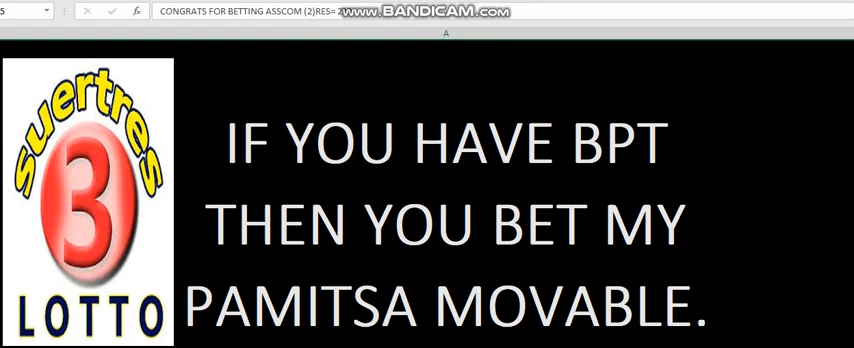 5
CONGRATS FOR BETTING ASSCOM (2)RES=
www.BANDICAM.com
A
suertres
3
LOTTO
IF YOU HAVE BPT
THEN YOU BET MY
PAMITSA MOVABLE.